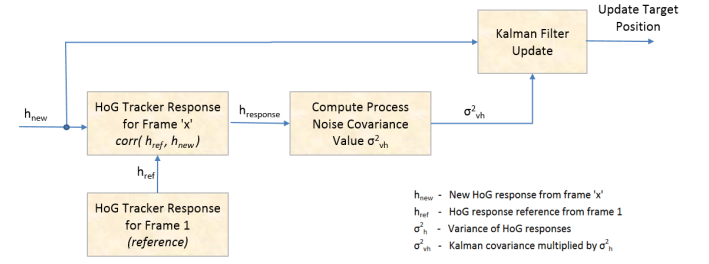 Update Target
Position
Kalman Filter
Update
h_new
HoG Tracker Response
for Frame 'x'
corr( h_ref, h_new )
h_response
Compute Process
Noise Covariance
Value σ²_vh
σ²_vh
h_ref
HoG Tracker Response
for Frame 1
(reference)
h_new - New HoG response from frame 'x'
h_ref - HoG response reference from frame 1
σ²_h - Variance of HoG responses
σ²_vh - Kalman covariance multiplied by σ²_h